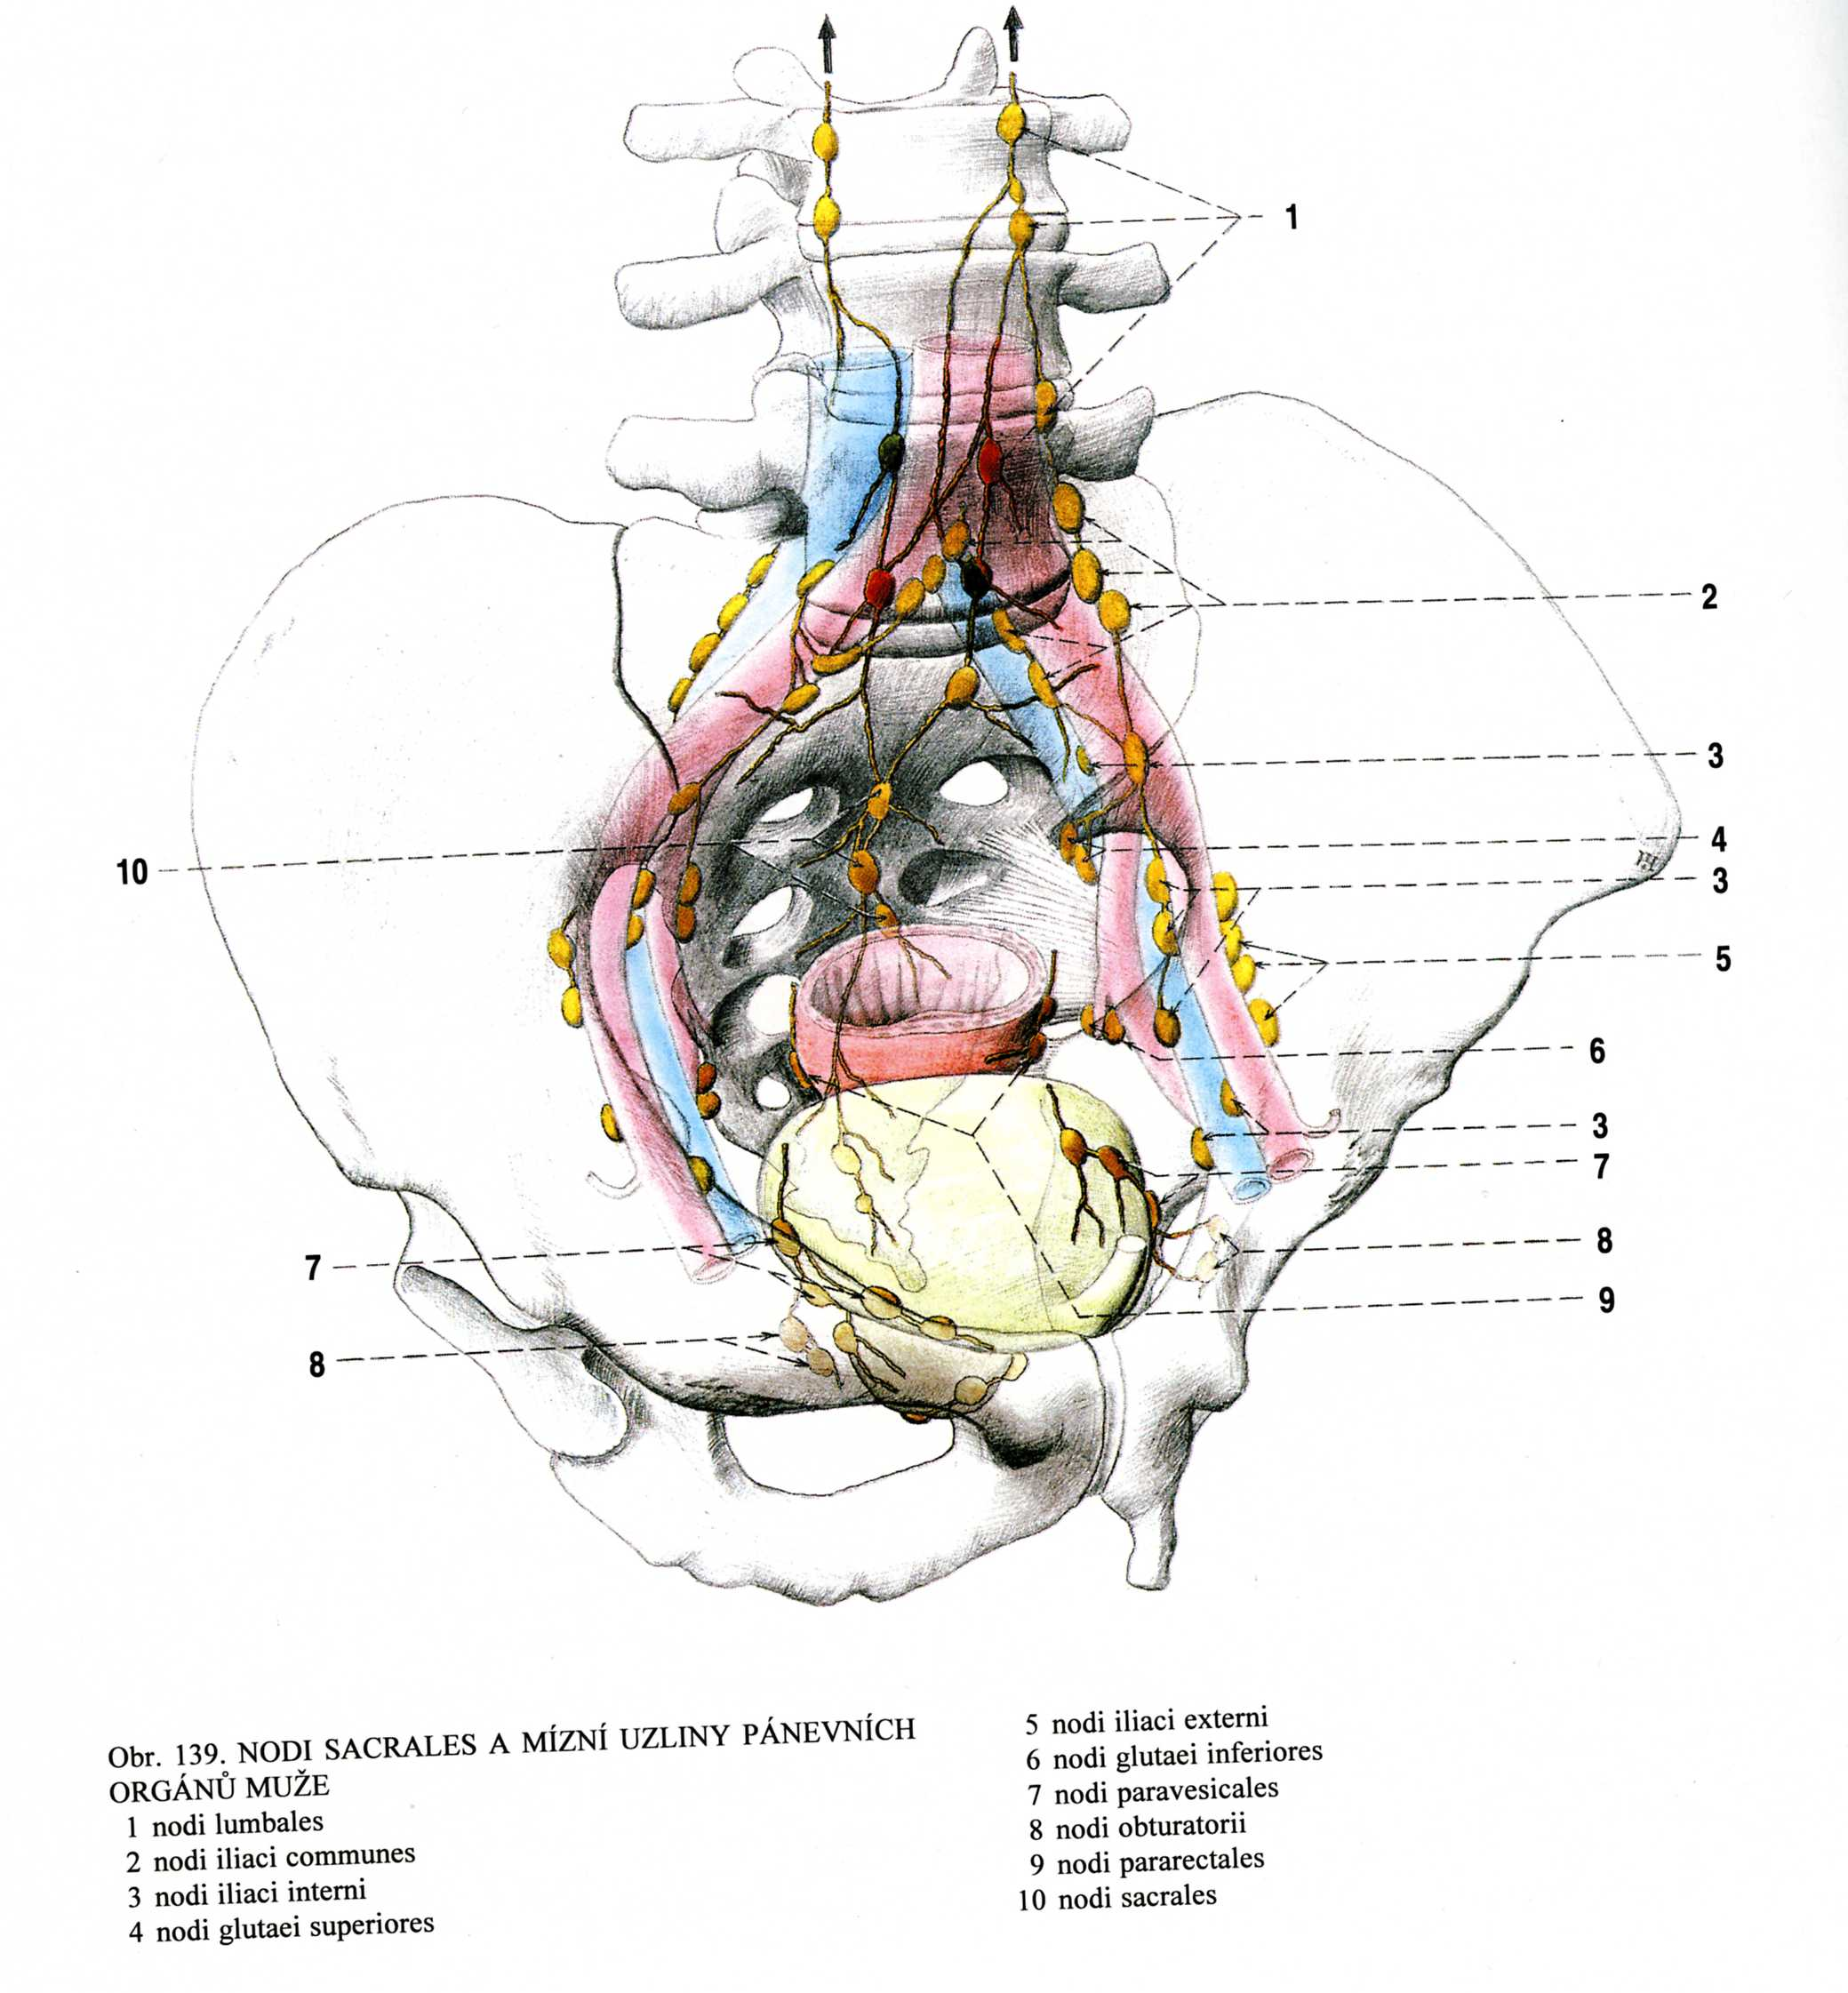 1
2
3
4
10
3
5
6
3
7
8
7
9
8
Obr. 139. NODI SACRALES A MÍZNÍ UZLINY PÁNEVNÍCH
ORGÁNŮ MUŽE
1 nodi lumbales
2 nodi iliaci communes
3 nodi iliaci interni
4 nodi glutaei superiores
5 nodi iliaci externi
6 nodi glutaei inferiores
7 nodi paravesicales
8 nodi obturatorii
9 nodi pararectales
10 nodi sacrales